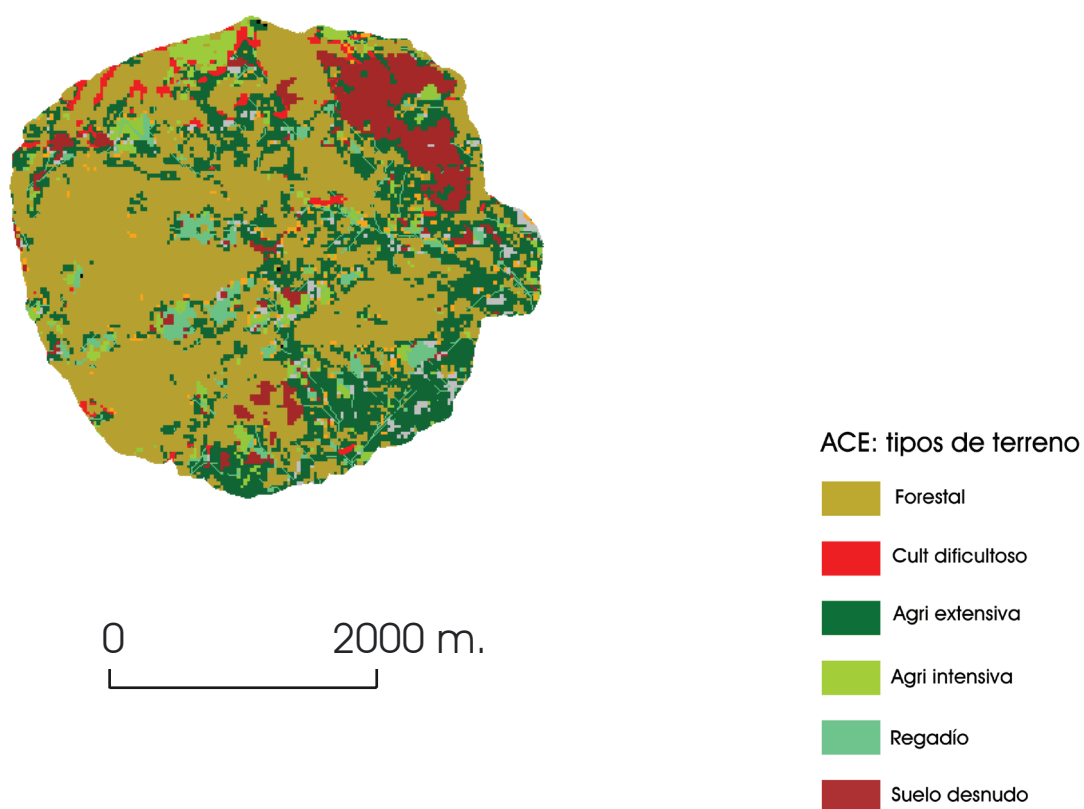 ACE: tipos de terreno
Forestal
Cult dificultoso
Agri extensiva
Agri intensiva
Regadío
Suelo desnudo
0 2000 m.